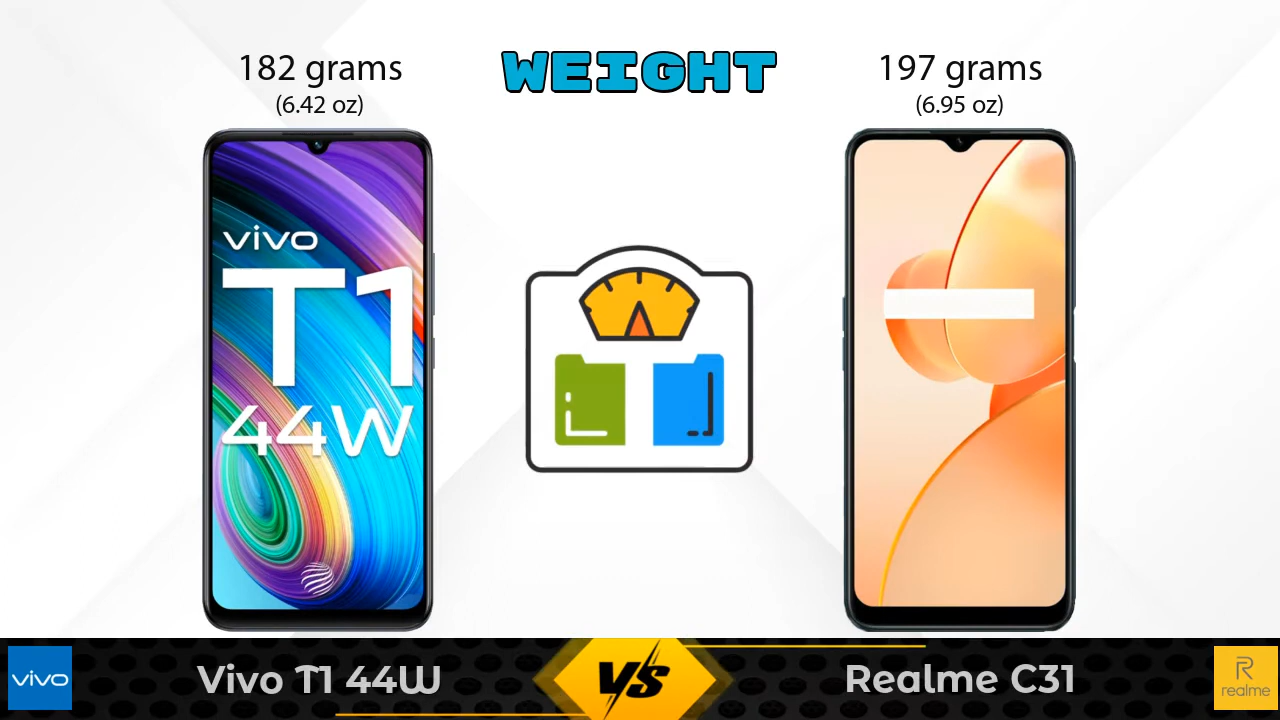 182 grams
(6.42 oz)
WEIGHT
197 grams
(6.95 oz)
vivo
T1
44W
vivo
Vivo T1 44W
VS
Realme C31
R
realme